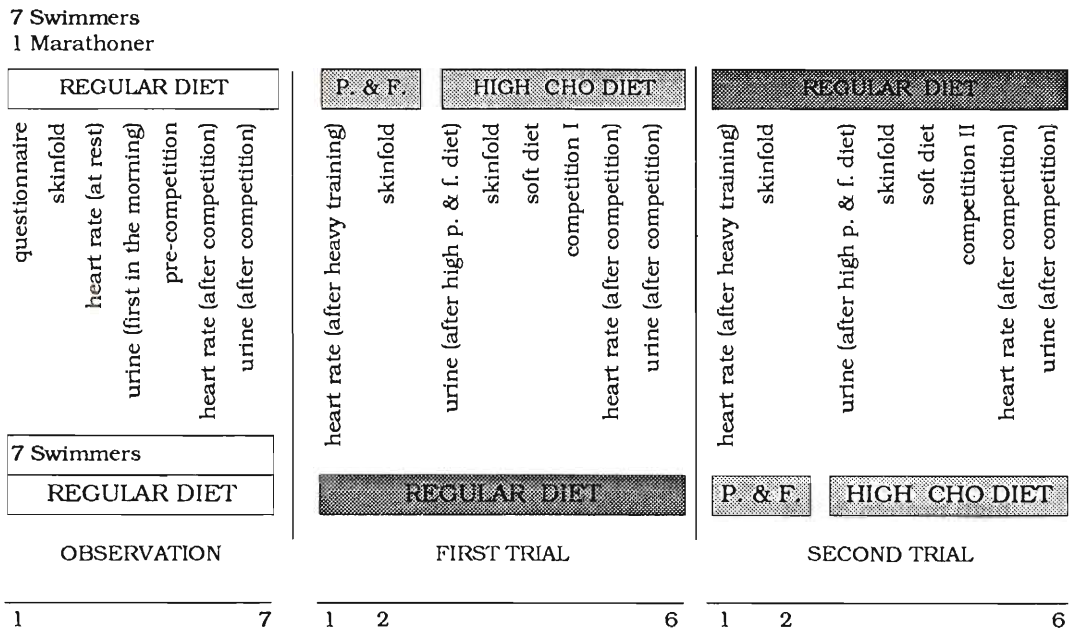 7 Swimmers
1 Marathoner
REGULAR DIET
P. & F.
HIGH CHO DIET
REGULAR DIET
questionnaire
skinfold
heart rate (at rest)
urine (first in the morning)
pre-competition
heart rate (after competition)
urine (after competition)
heart rate (after heavy training)
skinfold
urine (after high p. & f. diet)
skinfold
soft diet
competition I
heart rate (after competition)
urine (after competition)
heart rate (after heavy training)
skinfold
urine (after high p. & f. diet)
skinfold
soft diet
competition II
heart rate (after competition)
urine (after competition)
7 Swimmers
REGULAR DIET
REGULAR DIET
P. & F.
HIGH CHO DIET
OBSERVATION
FIRST TRIAL
SECOND TRIAL
1 7
1 2 6
1 2 6